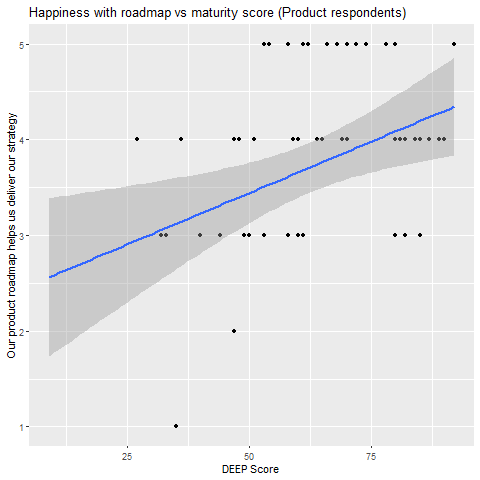 Happiness with roadmap vs maturity score (Product respondents)
Our product roadmap helps us deliver our strategy
5
4
3
2
1
25
50
75
DEEP Score